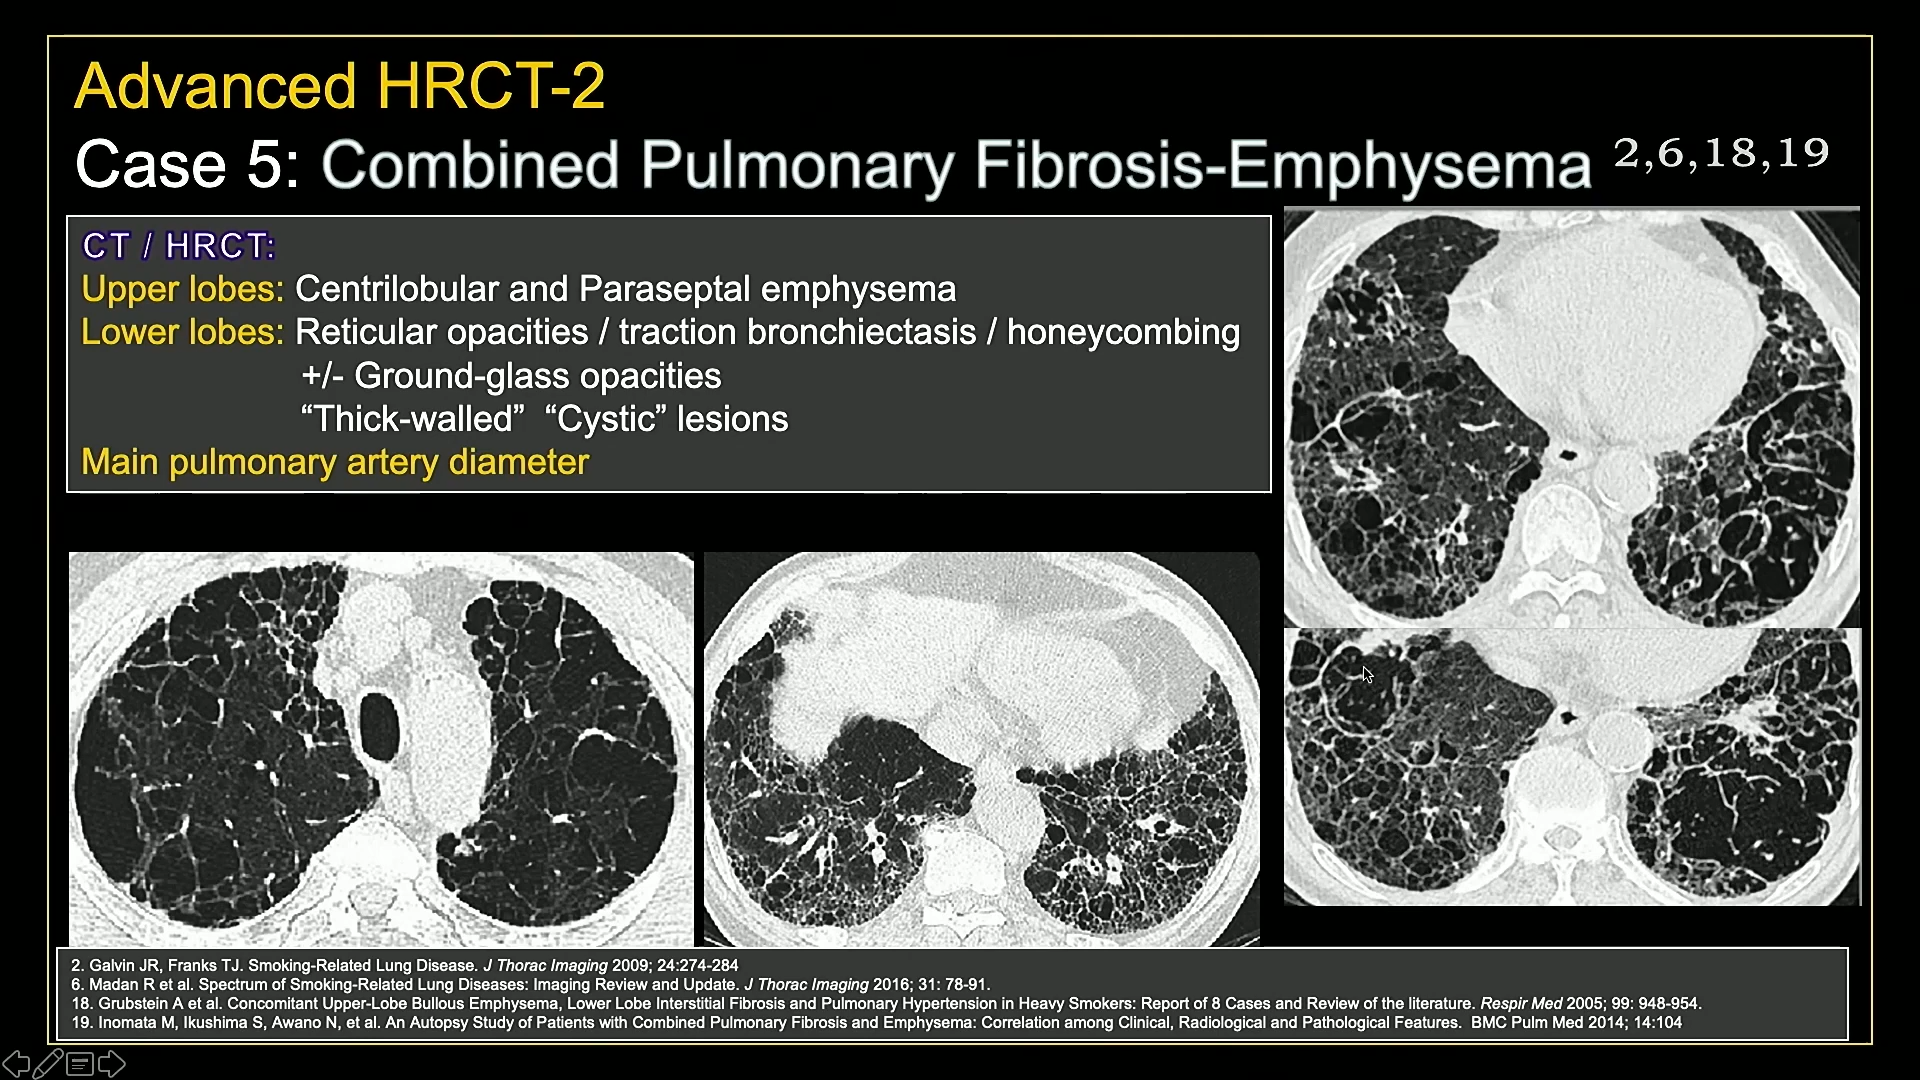 Advanced HRCT-2
Case 5: Combined Pulmonary Fibrosis-Emphysema 2,6,18,19
CT / HRCT:
Upper lobes: Centrilobular and Paraseptal emphysema
Lower lobes: Reticular opacities / traction bronchiectasis / honeycombing
+/- Ground-glass opacities
“Thick-walled” “Cystic” lesions
Main pulmonary artery diameter
2. Galvin JR, Franks TJ. Smoking-Related Lung Disease. J Thorac Imaging 2009; 24:274-284
6. Madan R et al. Spectrum of Smoking-Related Lung Diseases: Imaging Review and Update. J Thorac Imaging 2016; 31: 78-91.
18. Grubstein A et al. Concomitant Upper-Lobe Bullous Emphysema, Lower Lobe Interstitial Fibrosis and Pulmonary Hypertension in Heavy Smokers: Report of 8 Cases and Review of the literature. Respir Med 2005; 99: 948-954.
19. Inomata M, Ikushima S, Awano N, et al. An Autopsy Study of Patients with Combined Pulmonary Fibrosis and Emphysema: Correlation among Clinical, Radiological and Pathological Features. BMC Pulm Med 2014; 14:104